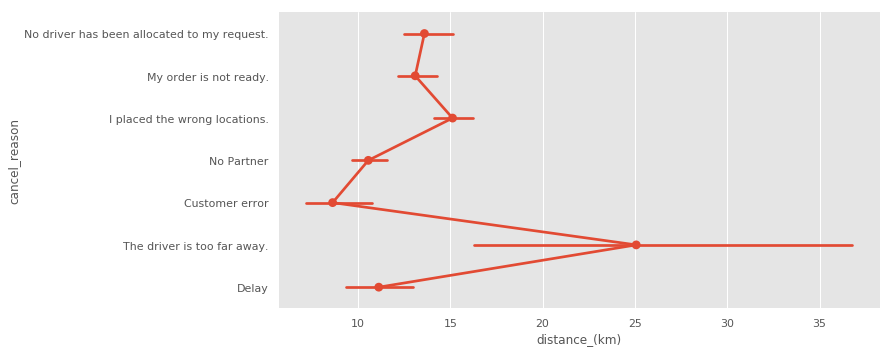 No driver has been allocated to my request.
My order is not ready.
I placed the wrong locations.
No Partner
Customer error
The driver is too far away.
Delay
cancel_reason
10 15 20 25 30 35
distance_(km)